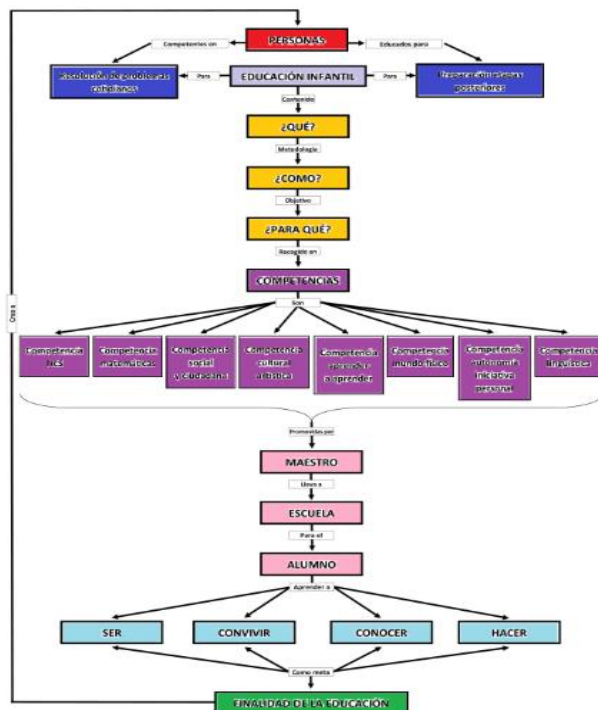 PERSONAS
Competentes en
Educados para
Resolución de problemas
cotidianos
Para
EDUCACIÓN INFANTIL
Para
Preparación etapas
posteriores
Contenido
¿QUÉ?
Metodología
¿COMO?
Objetivo
¿PARA QUÉ?
Recogido en
COMPETENCIAS
Son
Competencia
Competencia
matemáticas
Competencia
social
y ciudadana
Competencia
cultural
artística
Competencia
aprender
a aprender
Competencia
mundo físico
Competencia
autonomía
iniciativa
personal
Competencia
lingüística
Promovidas por
MAESTRO
Lleva a
ESCUELA
Para el
ALUMNO
Aprender a
SER
CONVIVIR
CONOCER
HACER
Como meta
FINALIDAD DE LA EDUCACIÓN